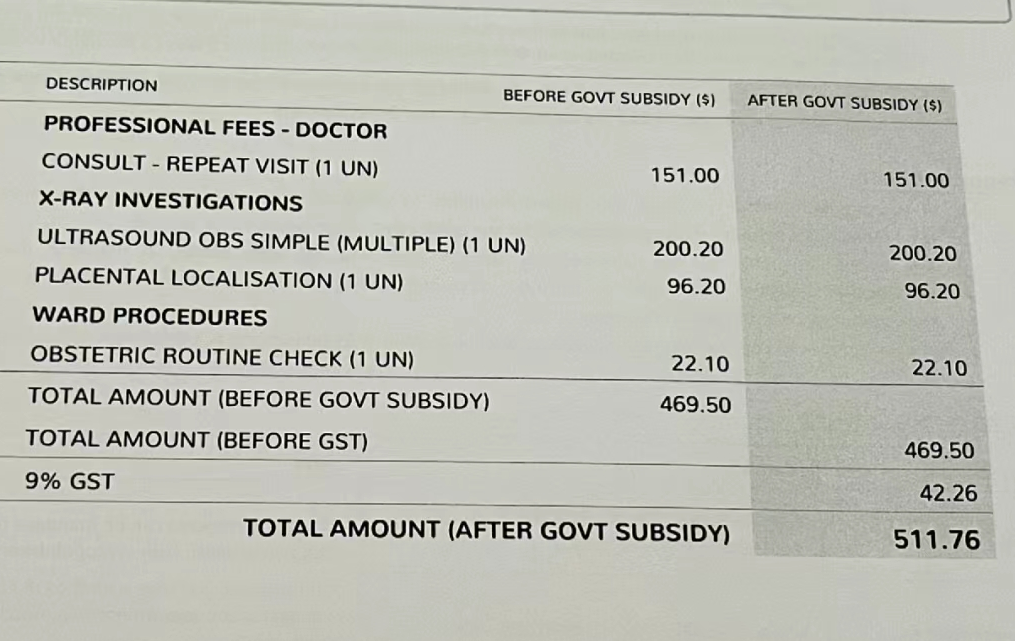 DESCRIPTION BEFORE GOVT SUBSIDY ($) AFTER GOVT SUBSIDY ($)
PROFESSIONAL FEES - DOCTOR
CONSULT - REPEAT VISIT (1 UN) 151.00 151.00
X-RAY INVESTIGATIONS
ULTRASOUND OBS SIMPLE (MULTIPLE) (1 UN) 200.20 200.20
PLACENTAL LOCALISATION (1 UN) 96.20 96.20
WARD PROCEDURES
OBSTETRIC ROUTINE CHECK (1 UN) 22.10 22.10
TOTAL AMOUNT (BEFORE GOVT SUBSIDY) 469.50
TOTAL AMOUNT (BEFORE GST) 469.50
9% GST 42.26
TOTAL AMOUNT (AFTER GOVT SUBSIDY) 511.76